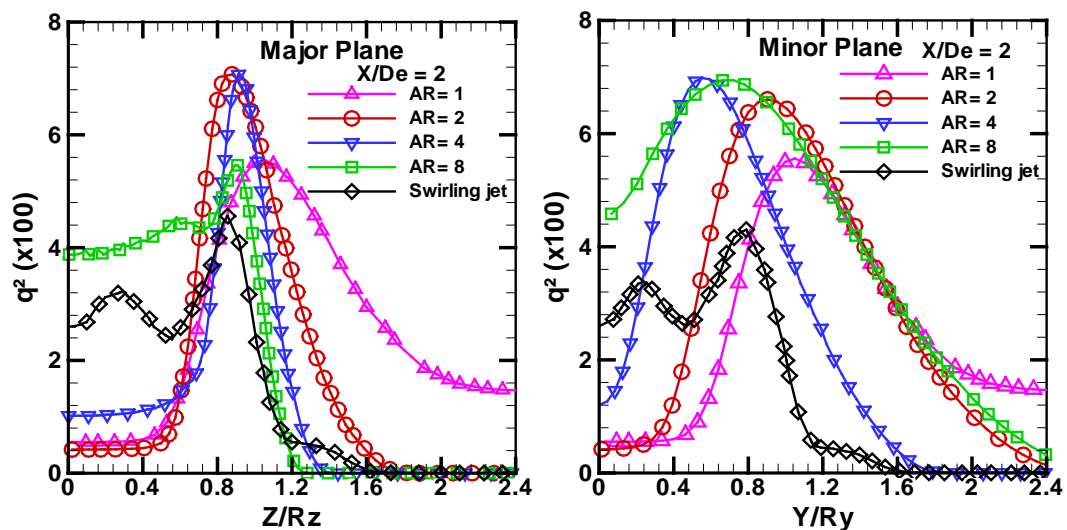 Major Plane
X/De = 2
AR= 1
AR= 2
AR= 4
AR= 8
Swirling jet
q² (x100)
8
6
4
2
0
0 0.4 0.8 1.2 1.6 2 2.4
Z/Rz
Minor Plane
X/De = 2
AR= 1
AR= 2
AR= 4
AR= 8
Swirling jet
q² (x100)
8
6
4
2
0
0 0.4 0.8 1.2 1.6 2 2.4
Y/Ry